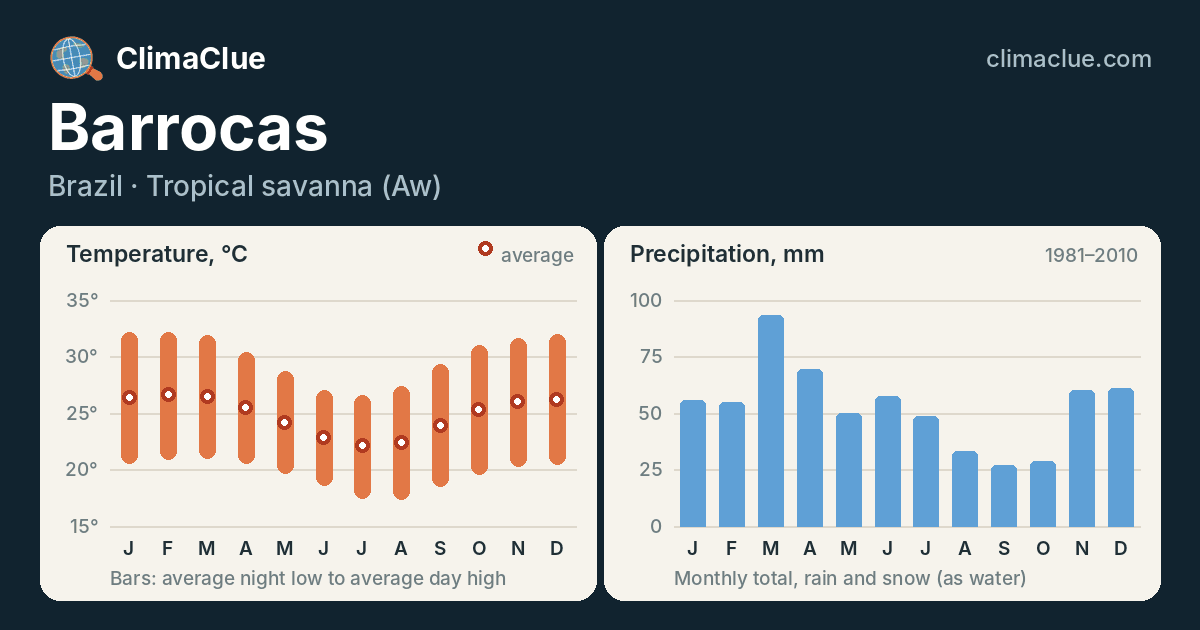 ClimaClue
climaclue.com
Barrocas
Brazil · Tropical savanna (Aw)
Temperature, °C
average
35°
30°
25°
20°
15°
J F M A M J J A S O N D
Bars: average night low to average day high
Precipitation, mm
1981–2010
100
75
50
25
0
J F M A M J J A S O N D
Monthly total, rain and snow (as water)